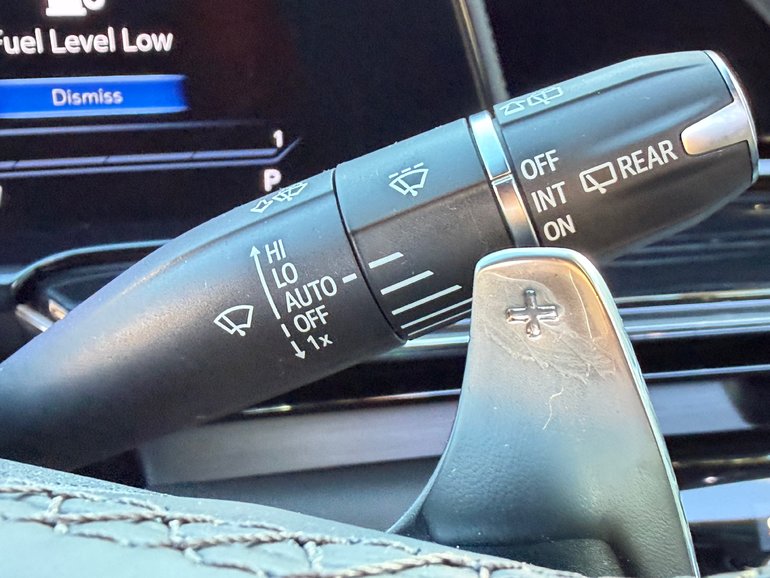 Fuel Level Low
Dismiss
1
P
HI
LO
AUTO
OFF
1x
OFF
INT
ON
REAR
+